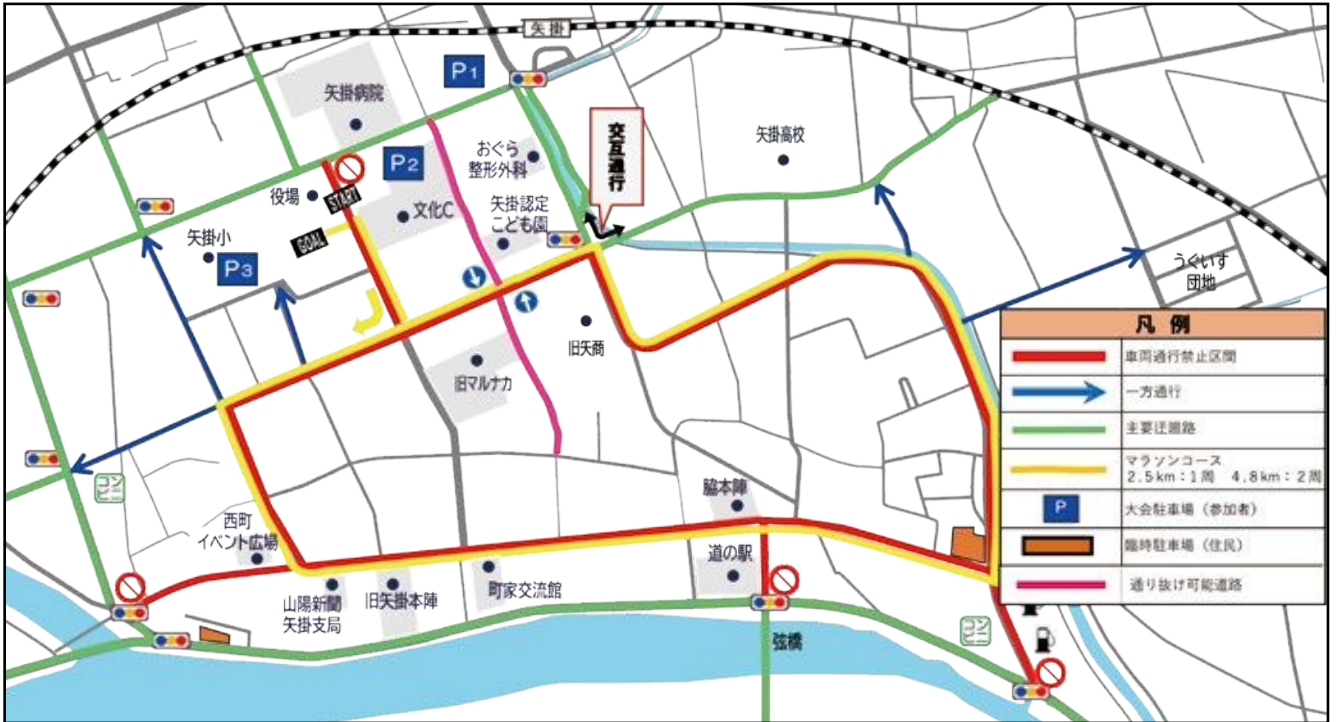 矢掛
P1
矢掛病院
交互通行
矢掛高校
おぐら
整形外科
P2
役場
START
文化C
矢掛認定
こども園
GOAL
矢掛小
P3
うぐいす
団地
旧矢商
旧マルナカ
凡 例
車両通行禁止区間
一方通行
主要迂回路
マラソンコース
2.5km:1周 4.8km:2周
P
大会駐車場(参加者)
臨時駐車場(住民)
通り抜け可能道路
コン
ビニ
脇本陣
西町
イベント広場
道の駅
町家交流館
山陽新聞
矢掛支局
旧矢掛本陣
コン
ビニ
弦橋